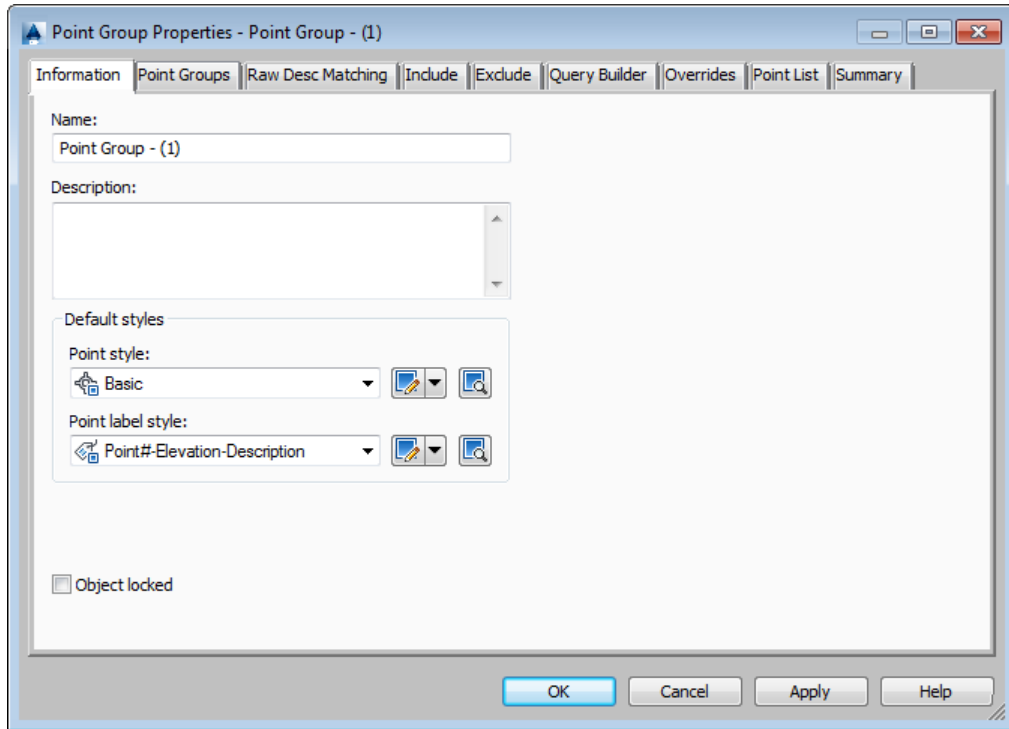 Point Group Properties - Point Group - (1)
Information Point Groups Raw Desc Matching Include Exclude Query Builder Overrides Point List Summary
Name:
Point Group - (1)
Description:
Default styles
Point style:
Basic
Point label style:
Point#-Elevation-Description
Object locked
OK Cancel Apply Help